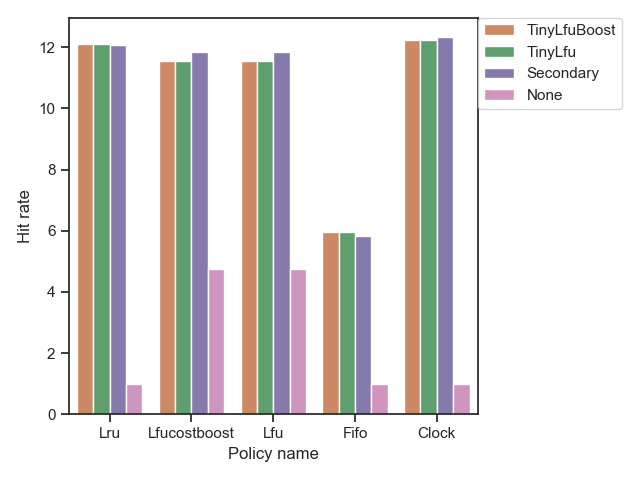 TinyLfuBoost
TinyLfu
Secondary
None
12
10
8
6
4
2
0
Hit rate
Lru Lfucostboost Lfu Fifo Clock
Policy name